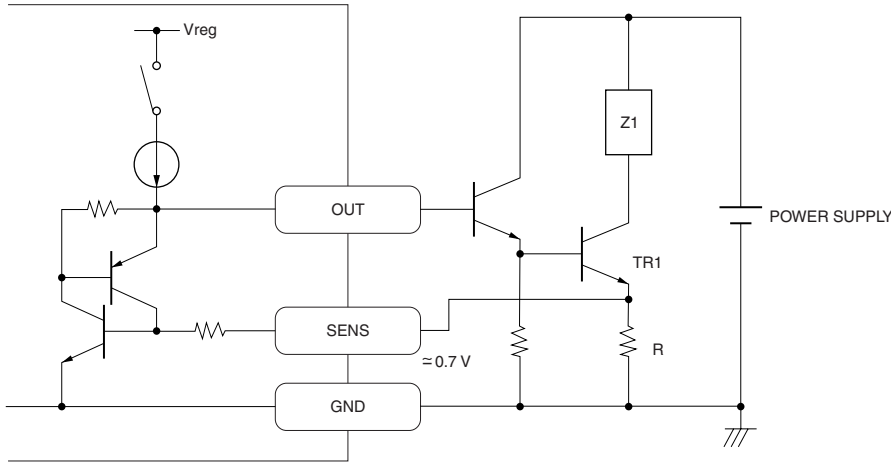 Vreg
Z1
OUT
POWER SUPPLY
TR1
SENS
R
≃ 0.7 V
GND